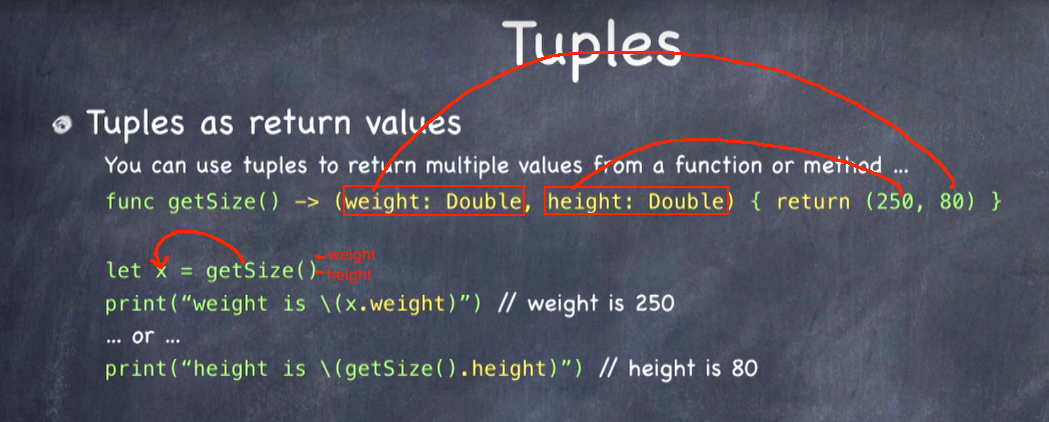 Tuples
Tuples as return values
You can use tuples to return multiple values from a function or method ...
func getSize() -> (weight: Double, height: Double) { return (250, 80) }
weight
let x = getSize() height
print(“weight is \(x.weight)”) // weight is 250
... or ...
print(“height is \(getSize().height)”) // height is 80